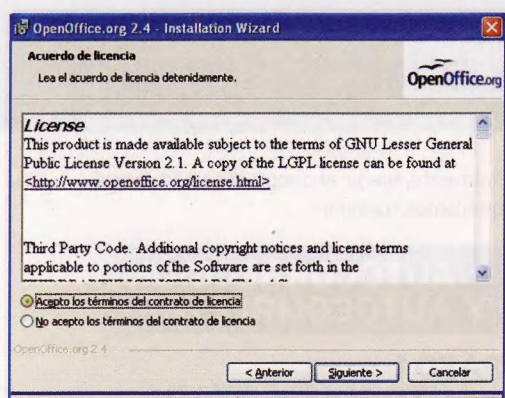 OpenOffice.org 2.4 - Installation Wizard
Acuerdo de licencia
Lea el acuerdo de licencia detenidamente.
OpenOffice.org
License
This product is made available subject to the terms of GNU Lesser General
Public License Version 2.1. A copy of the LGPL license can be found at
<http://www.openoffice.org/license.html>
Third Party Code. Additional copyright notices and license terms
applicable to portions of the Software are set forth in the
Acepto los términos del contrato de licencia
No acepto los términos del contrato de licencia
OpenOffice.org 2.4
< Anterior
Siguiente >
Cancelar